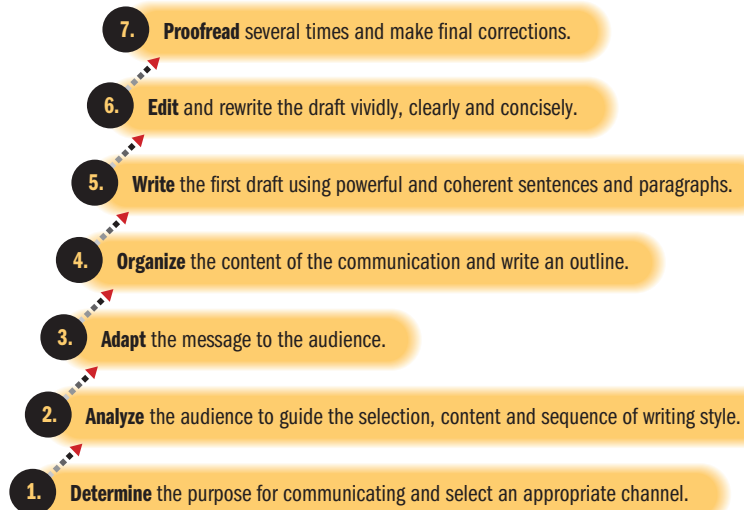 7. Proofread several times and make final corrections.
6. Edit and rewrite the draft vividly, clearly and concisely.
5. Write the first draft using powerful and coherent sentences and paragraphs.
4. Organize the content of the communication and write an outline.
3. Adapt the message to the audience.
2. Analyze the audience to guide the selection, content and sequence of writing style.
1. Determine the purpose for communicating and select an appropriate channel.